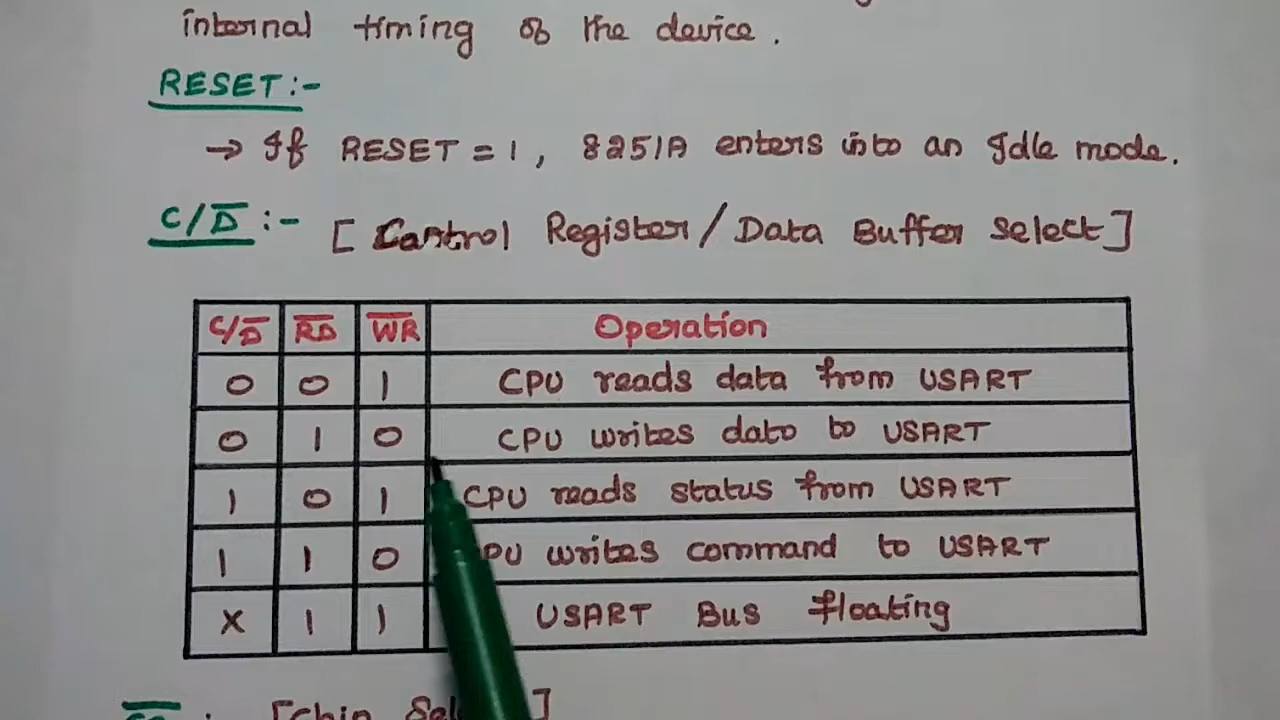 internal timing of the device.
RESET:-
→ If RESET = 1, 8251A enters into an Idle mode.
C/D̅ :- [Control Register/Data Buffer select]
C/D̅ R̅D̅ W̅R̅ Operation
0 0 1 CPU reads data from USART
0 1 0 CPU writes data to USART
1 0 1 CPU reads status from USART
1 1 0 PU writes command to USART
X 1 1 USART Bus floating
[Chip Sel ]